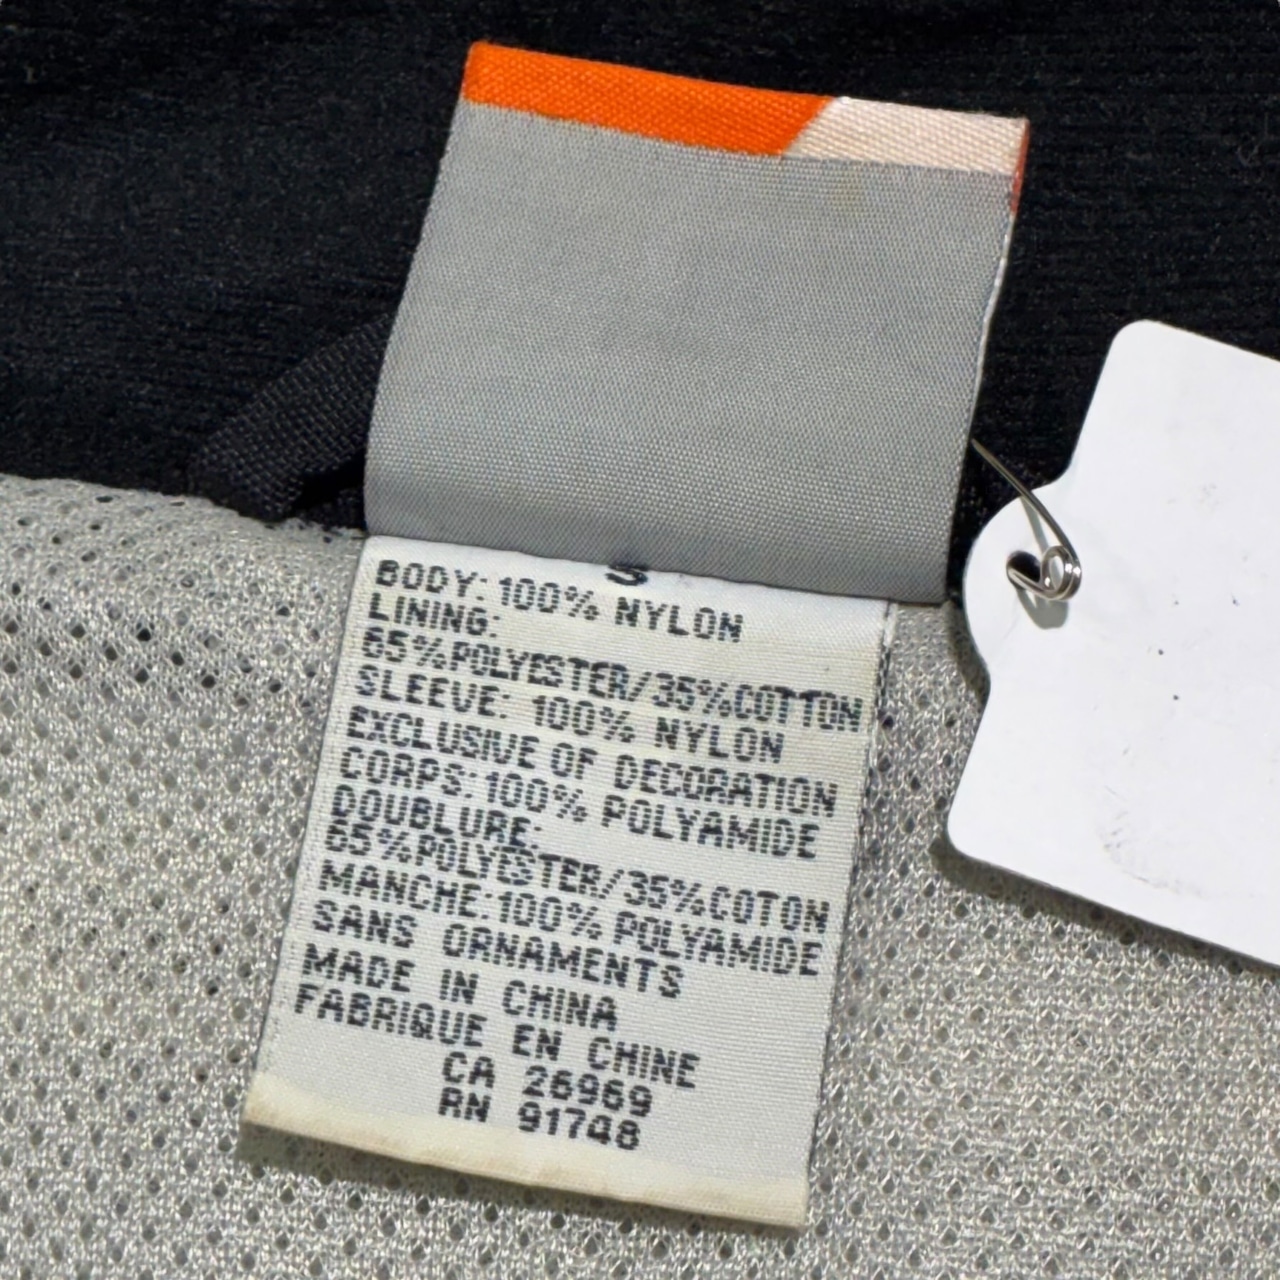 S
BODY: 100% NYLON
LINING:
65%POLYESTER/35%COTTON
SLEEVE: 100% NYLON
EXCLUSIVE OF DECORATION
CORPS: 100% POLYAMIDE
DOUBLURE:
65%POLYESTER/35%COTON
MANCHE:100% POLYAMIDE
SANS ORNAMENTS
MADE IN CHINA
FABRIQUE EN CHINE
CA 26969
RN 91748